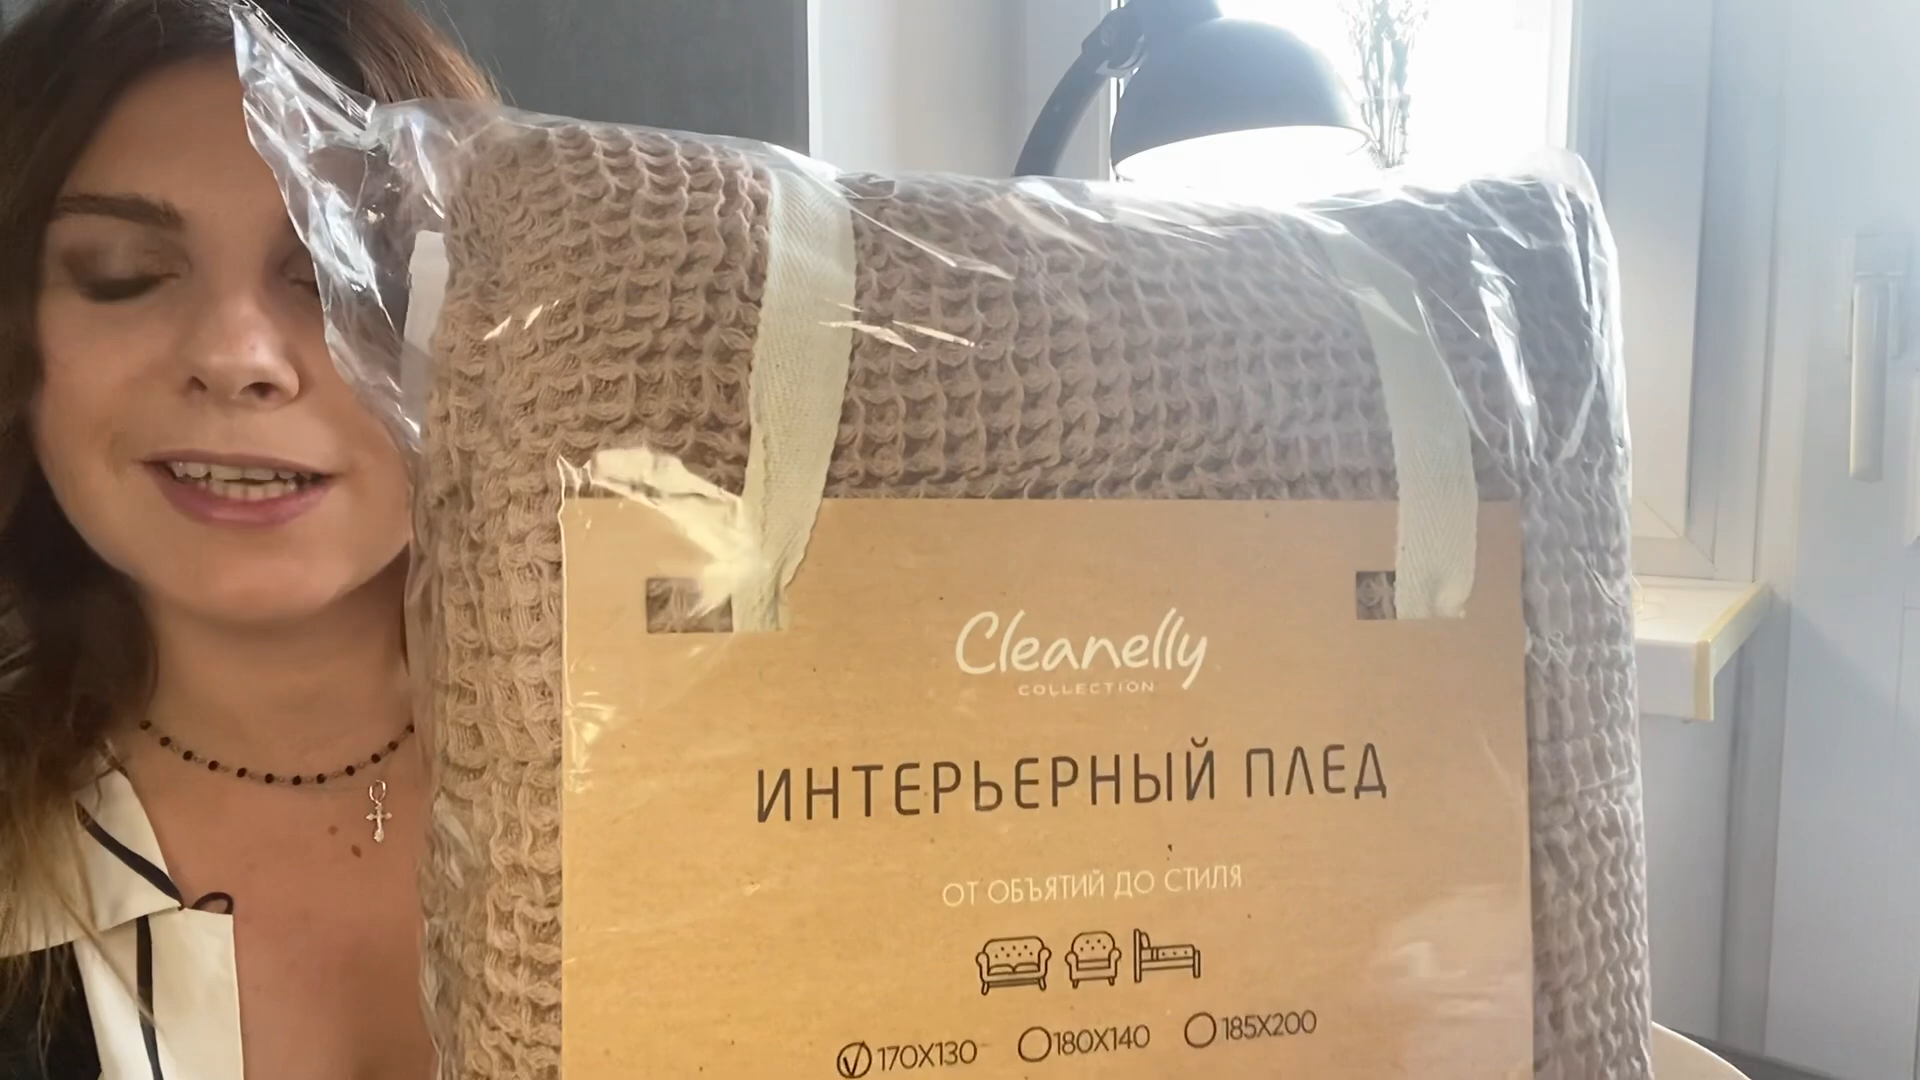 Cleanelly
COLLECTION
ИНТЕРЬЕРНЫЙ ПЛЕД
ОТ ОБЪЯТИЙ ДО СТИЛЯ
170X130 180X140 185X200